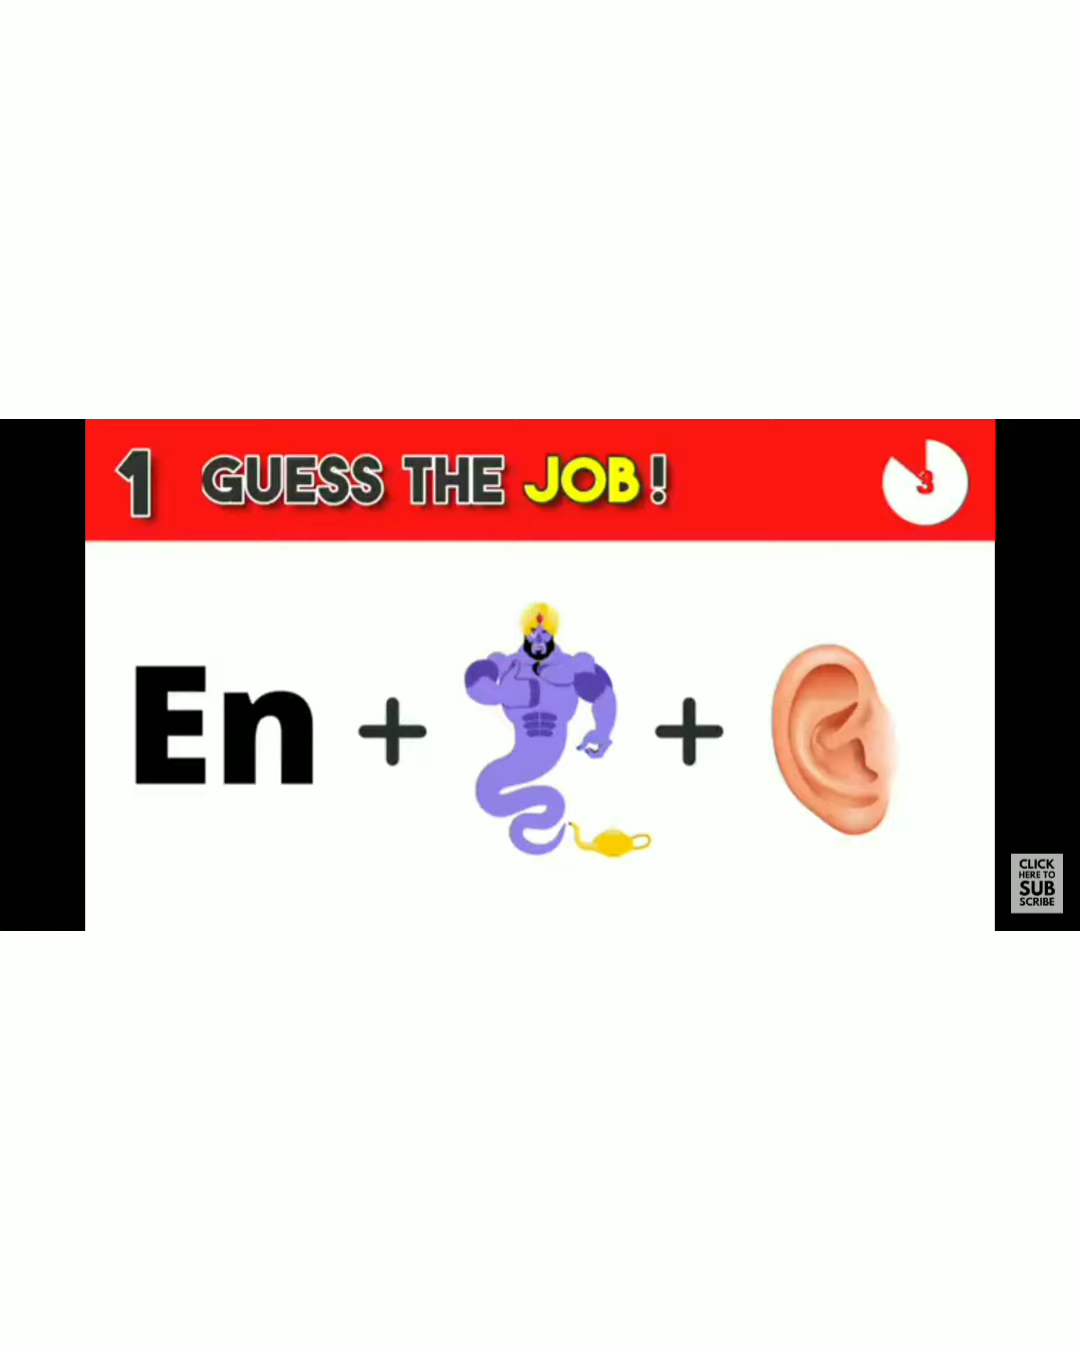 1 GUESS THE JOB!
3
En + +
CLICK
HERE TO
SUB
SCRIBE